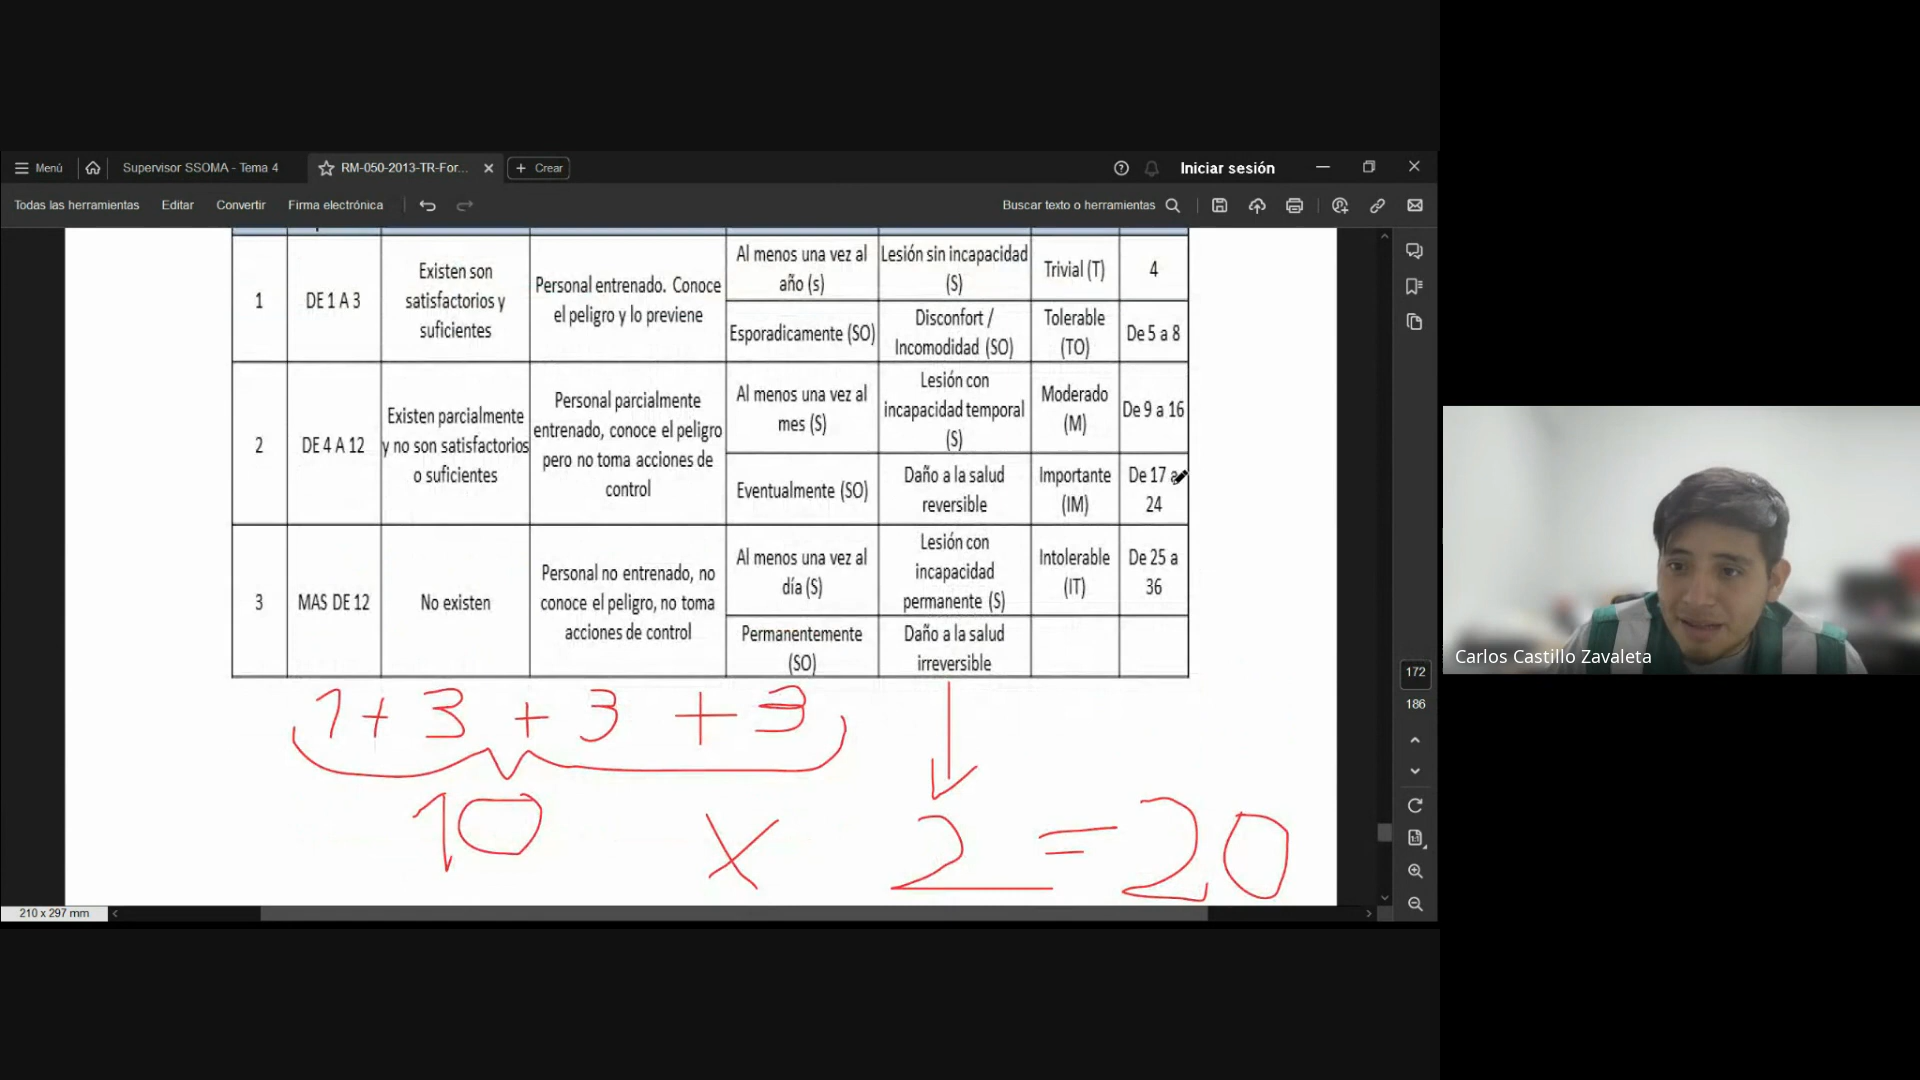 Menú
Supervisor SSOMA - Tema 4
RM-050-2013-TR-For...
+ Crear
Iniciar sesión
Todas las herramientas
Editar
Convertir
Firma electrónica
Buscar texto o herramientas
1
DE 1 A 3
Existen son
satisfactorios y
suficientes
Personal entrenado. Conoce
el peligro y lo previene
Al menos una vez al
año (s)
Lesión sin incapacidad
(S)
Trivial (T)
4
Esporadicamente (SO)
Disconfort /
Incomodidad (SO)
Tolerable
(TO)
De 5 a 8
2
DE 4 A 12
Existen parcialmente
y no son satisfactorios
o suficientes
Personal parcialmente
entrenado, conoce el peligro
pero no toma acciones de
control
Al menos una vez al
mes (S)
Lesión con
incapacidad temporal
(S)
Moderado
(M)
De 9 a 16
Eventualmente (SO)
Daño a la salud
reversible
Importante
(IM)
De 17 a
24
3
MAS DE 12
No existen
Personal no entrenado, no
conoce el peligro, no toma
acciones de control
Al menos una vez al
día (S)
Lesión con
incapacidad
permanente (S)
Intolerable
(IT)
De 25 a
36
Permanentemente
(SO)
Daño a la salud
irreversible
1 + 3 + 3 + 3
10 x 2 = 20
172
186
210 x 297 mm
Carlos Castillo Zavaleta